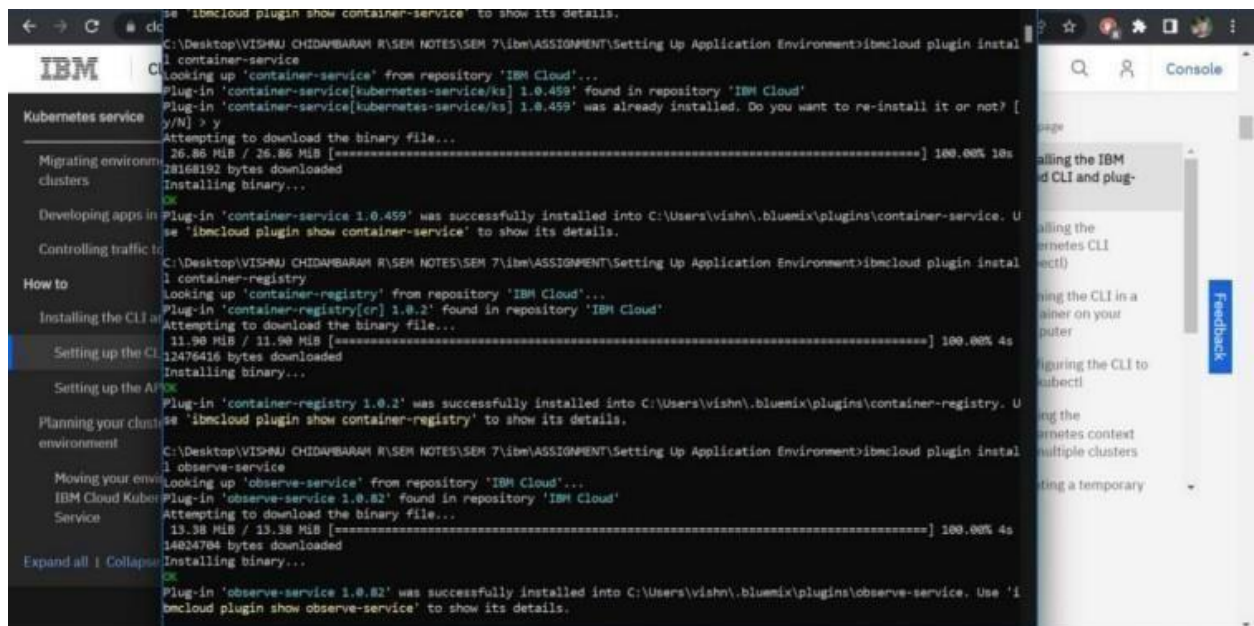 se 'ibmcloud plugin show container-service' to show its details.
C:\Desktop\VISHNU CHIDAMBARAM R\SEM NOTES\SEM 7\ibm\ASSIGNMENT\Setting Up Application Environment>ibmcloud plugin instal
l container-service
Looking up 'container-service' from repository 'IBM Cloud'...
Plug-in 'container-service[kubernetes-service/ks] 1.0.459' found in repository 'IBM Cloud'
Plug-in 'container-service[kubernetes-service/ks] 1.0.459' was already installed. Do you want to re-install it or not? [
y/N] > y
Attempting to download the binary file...
26.86 MiB / 26.86 MiB [=====================================================================================] 100.00% 10s
28168192 bytes downloaded
Installing binary...
OK
Plug-in 'container-service 1.0.459' was successfully installed into C:\Users\vishn\.bluemix\plugins\container-service. U
se 'ibmcloud plugin show container-service' to show its details.
C:\Desktop\VISHNU CHIDAMBARAM R\SEM NOTES\SEM 7\ibm\ASSIGNMENT\Setting Up Application Environment>ibmcloud plugin instal
l container-registry
Looking up 'container-registry' from repository 'IBM Cloud'...
Plug-in 'container-registry[cr] 1.0.2' found in repository 'IBM Cloud'
Attempting to download the binary file...
11.90 MiB / 11.90 MiB [======================================================================================] 100.00% 4s
12476416 bytes downloaded
Installing binary...
OK
Plug-in 'container-registry 1.0.2' was successfully installed into C:\Users\vishn\.bluemix\plugins\container-registry. U
se 'ibmcloud plugin show container-registry' to show its details.
C:\Desktop\VISHNU CHIDAMBARAM R\SEM NOTES\SEM 7\ibm\ASSIGNMENT\Setting Up Application Environment>ibmcloud plugin instal
l observe-service
Looking up 'observe-service' from repository 'IBM Cloud'...
Plug-in 'observe-service 1.0.82' found in repository 'IBM Cloud'
Attempting to download the binary file...
13.38 MiB / 13.38 MiB [======================================================================================] 100.00% 4s
14024704 bytes downloaded
Installing binary...
OK
Plug-in 'observe-service 1.0.82' was successfully installed into C:\Users\vishn\.bluemix\plugins\observe-service. Use 'i
bmcloud plugin show observe-service' to show its details.
IBM
Kubernetes service
Migrating environm
clusters
Developing apps in
Controlling traffic to
How to
Installing the CLI an
Setting up the CL
Setting up the AP
Planning your cluste
environment
Moving your envir
IBM Cloud Kuber
Service
Expand all | Collapse
Console
page
alling the IBM
d CLI and plug-
alling the
ernetes CLI
ectl)
ning the CLI in a
ainer on your
puter
figuring the CLI to
kubectl
ing the
ernetes context
multiple clusters
ting a temporary
Feedback